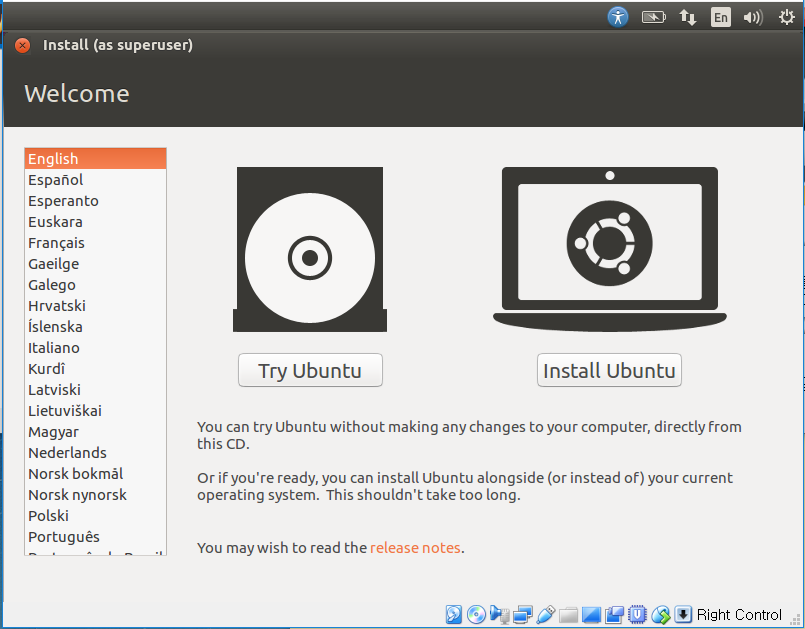 En
Install (as superuser)
Welcome
English
Español
Esperanto
Euskara
Français
Gaeilge
Galego
Hrvatski
Íslenska
Italiano
Kurdî
Latviski
Lietuviškai
Magyar
Nederlands
Norsk bokmål
Norsk nynorsk
Polski
Português
Try Ubuntu
Install Ubuntu
You can try Ubuntu without making any changes to your computer, directly from
this CD.
Or if you're ready, you can install Ubuntu alongside (or instead of) your current
operating system.  This shouldn't take too long.
You may wish to read the release notes.
Right Control